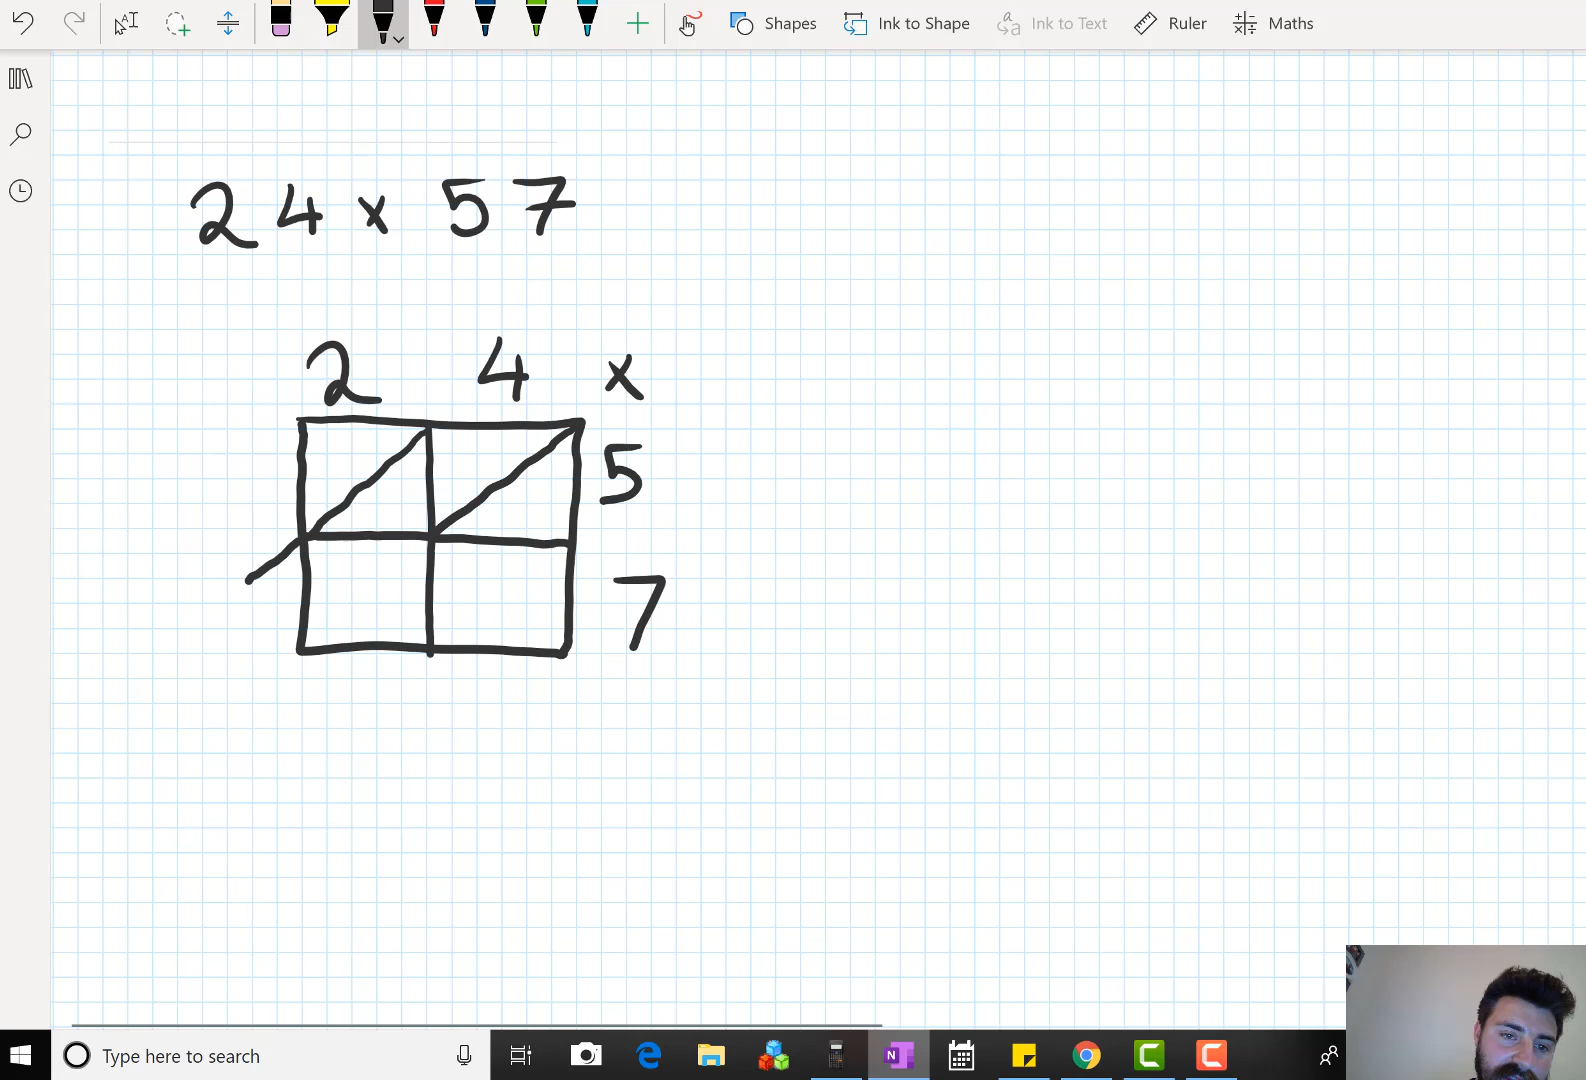 Shapes Ink to Shape Ink to Text Ruler Maths
24 x 57
2 4 x
5
7
Type here to search